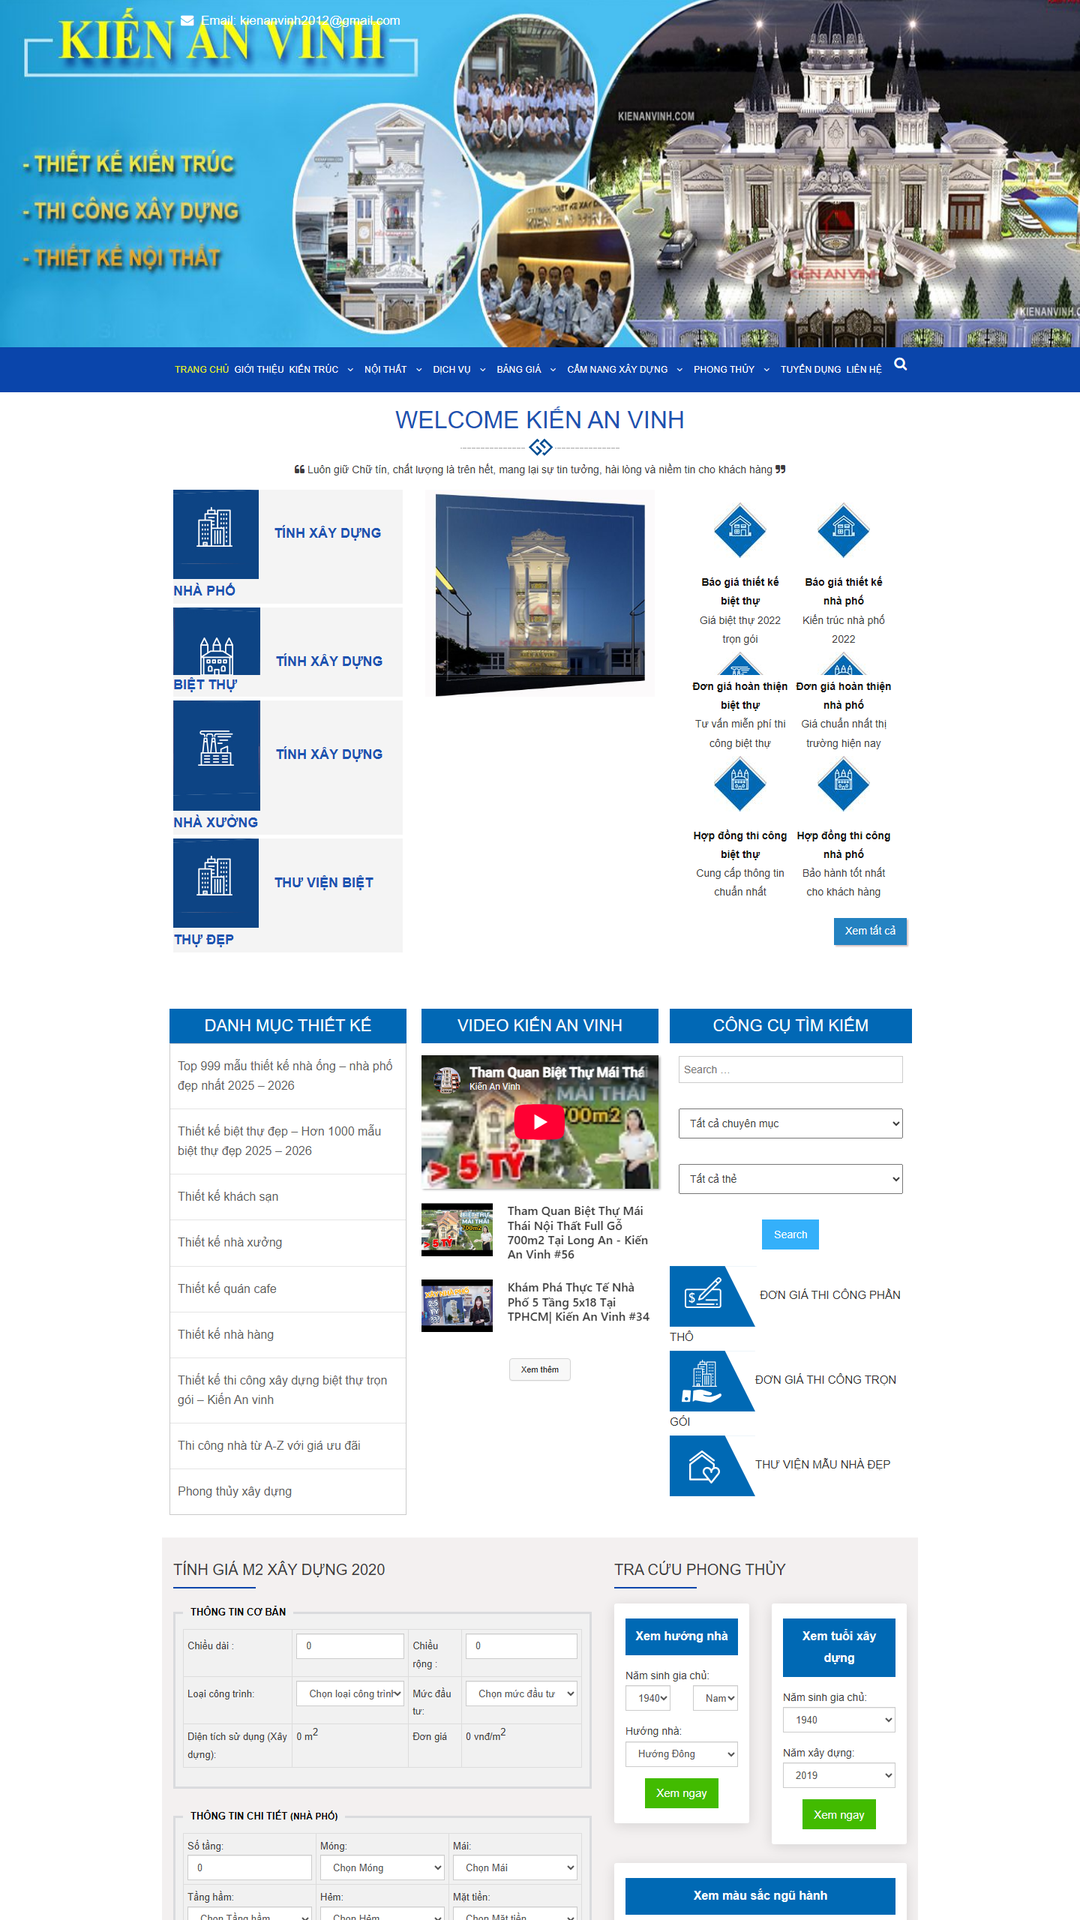 Email: kienanvinh2012@gmail.com
KIẾN AN VINH
- THIẾT KẾ KIẾN TRÚC
- THI CÔNG XÂY DỰNG
- THIẾT KẾ NỘI THẤT
KIENANVINH.COM
KIẾN AN VINH
KIENANVINH.COM
TRANG CHỦ GIỚI THIỆU KIẾN TRÚC NỘI THẤT DỊCH VỤ BẢNG GIÁ CẨM NANG XÂY DỰNG PHONG THỦY TUYỂN DỤNG LIÊN HỆ
WELCOME KIẾN AN VINH
Luôn giữ Chữ tín, chất lượng là trên hết, mang lại sự tin tưởng, hài lòng và niềm tin cho khách hàng
TÍNH XÂY DỰNG
NHÀ PHỐ
TÍNH XÂY DỰNG
BIỆT THỰ
TÍNH XÂY DỰNG
NHÀ XƯỞNG
THƯ VIỆN BIỆT
THỰ ĐẸP
KIẾN AN VINH
Báo giá thiết kế
biệt thự
Giá biệt thự 2022
trọn gói
Báo giá thiết kế
nhà phố
Kiến trúc nhà phố
2022
Đơn giá hoàn thiện
biệt thự
Tư vấn miễn phí thi
công biệt thự
Đơn giá hoàn thiện
nhà phố
Giá chuẩn nhất thị
trường hiện nay
Hợp đồng thi công
biệt thự
Cung cấp thông tin
chuẩn nhất
Hợp đồng thi công
nhà phố
Bảo hành tốt nhất
cho khách hàng
Xem tất cả
DANH MỤC THIẾT KẾ
Top 999 mẫu thiết kế nhà ống – nhà phố
đẹp nhất 2025 – 2026
Thiết kế biệt thự đẹp – Hơn 1000 mẫu
biệt thự đẹp 2025 – 2026
Thiết kế khách sạn
Thiết kế nhà xưởng
Thiết kế quán cafe
Thiết kế nhà hàng
Thiết kế thi công xây dựng biệt thự trọn
gói – Kiến An vinh
Thi công nhà từ A-Z với giá ưu đãi
Phong thủy xây dựng
VIDEO KIẾN AN VINH
Tham Quan Biệt Thự Mái Thá
Kiến An Vinh
MÁI THÁI
700m2
> 5 TỶ
Tham Quan Biệt Thự Mái
Thái Nội Thất Full Gỗ
700m2 Tại Long An - Kiến
An Vinh #56
Khám Phá Thực Tế Nhà
Phố 5 Tầng 5x18 Tại
TPHCM| Kiến An Vinh #34
Xem thêm
CÔNG CỤ TÌM KIẾM
Search …
Tất cả chuyên mục
Tất cả thẻ
Search
ĐƠN GIÁ THI CÔNG PHẦN
THÔ
ĐƠN GIÁ THI CÔNG TRỌN
GÓI
THƯ VIỆN MẪU NHÀ ĐẸP
TÍNH GIÁ M2 XÂY DỰNG 2020
THÔNG TIN CƠ BẢN
Chiều dài : 0 Chiều rộng : 0
Loại công trình: Chọn loại công trình Mức đầu tư: Chọn mức đầu tư
Diện tích sử dụng (Xây dựng): 0 m2 Đơn giá 0 vnđ/m2
THÔNG TIN CHI TIẾT (NHÀ PHỐ)
Số tầng: Móng: Mái:
0 Chọn Móng Chọn Mái
Tầng hầm: Hẻm: Mặt tiền:
Chọn Tầng hầm Chọn Hẻm Chọn Mặt tiền
TRA CỨU PHONG THỦY
Xem hướng nhà
Năm sinh gia chủ:
1940 Nam
Hướng nhà:
Hướng Đông
Xem ngay
Xem tuổi xây
dựng
Năm sinh gia chủ:
1940
Năm xây dựng:
2019
Xem ngay
Xem màu sắc ngũ hành